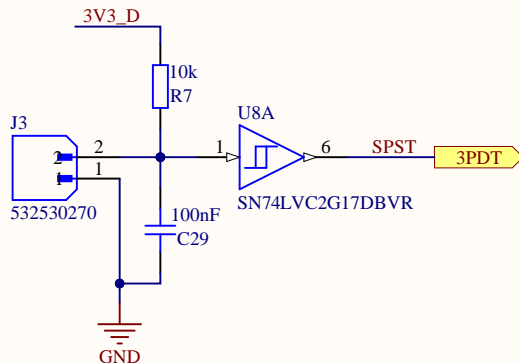 3V3_D
10k
R7
J3
U8A
2
2
1
6
SPST
3PDT
1
1
532530270
100nF
C29
SN74LVC2G17DBVR
GND